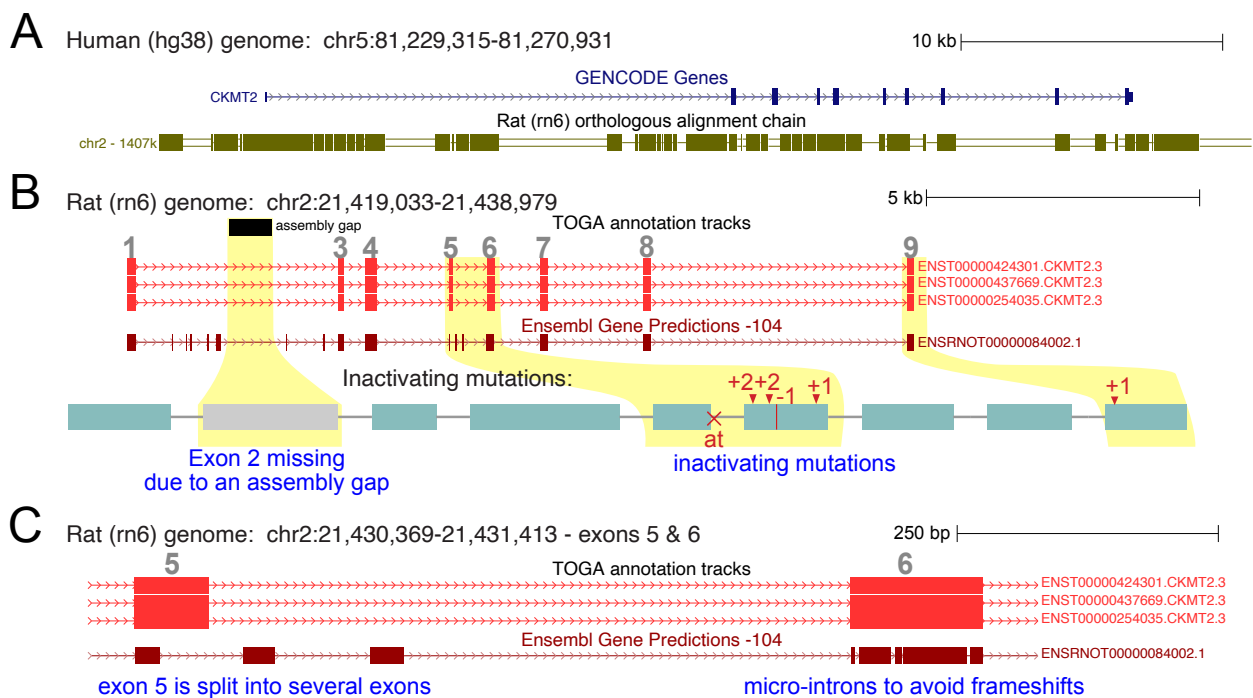 A
Human (hg38) genome: chr5:81,229,315-81,270,931
10 kb
GENCODE Genes
CKMT2
Rat (rn6) orthologous alignment chain
chr2 - 1407k
B
Rat (rn6) genome: chr2:21,419,033-21,438,979
5 kb
assembly gap
TOGA annotation tracks
1 3 4 5 6 7 8 9
ENST00000424301.CKMT2.3
ENST00000437669.CKMT2.3
ENST00000254035.CKMT2.3
Ensembl Gene Predictions -104
ENSRNOT00000084002.1
Inactivating mutations:
+2 +2 -1 +1 +1
at
Exon 2 missing
due to an assembly gap
inactivating mutations
C
Rat (rn6) genome: chr2:21,430,369-21,431,413 - exons 5 & 6
250 bp
5
TOGA annotation tracks
6
ENST00000424301.CKMT2.3
ENST00000437669.CKMT2.3
ENST00000254035.CKMT2.3
Ensembl Gene Predictions -104
ENSRNOT00000084002.1
exon 5 is split into several exons
micro-introns to avoid frameshifts